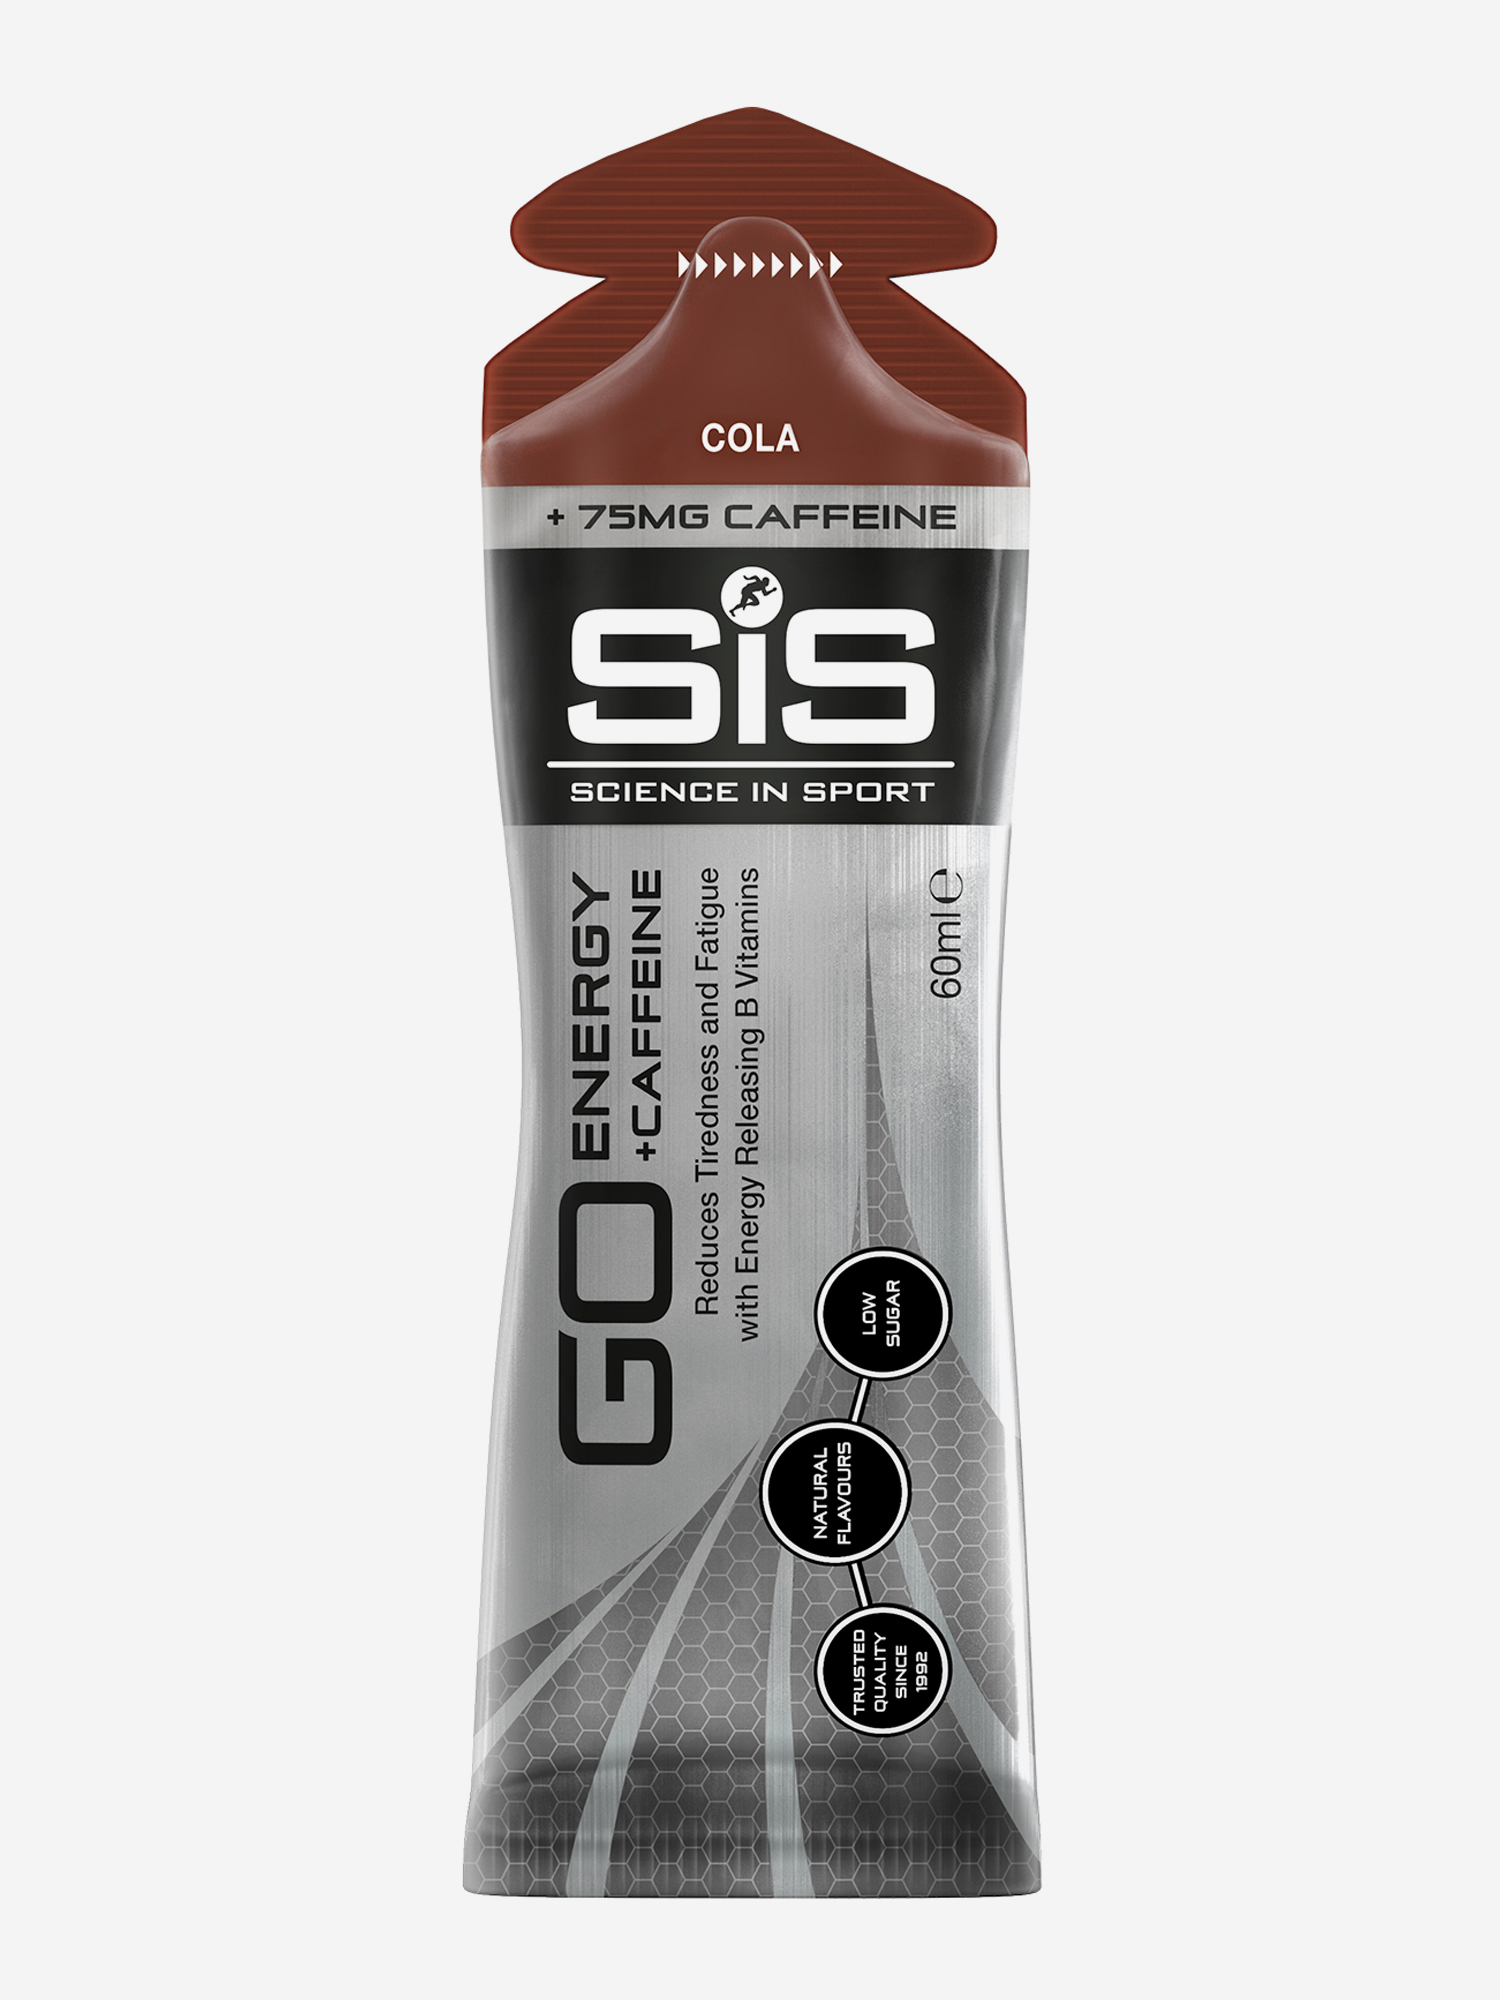 COLA
+ 75MG CAFFEINE
SiS
SCIENCE IN SPORT
GO ENERGY
+CAFFEINE
Reduces Tiredness and Fatigue
with Energy Releasing B Vitamins
60ml ℮
LOW
SUGAR
NATURAL
FLAVOURS
TRUSTED
QUALITY
SINCE
1992